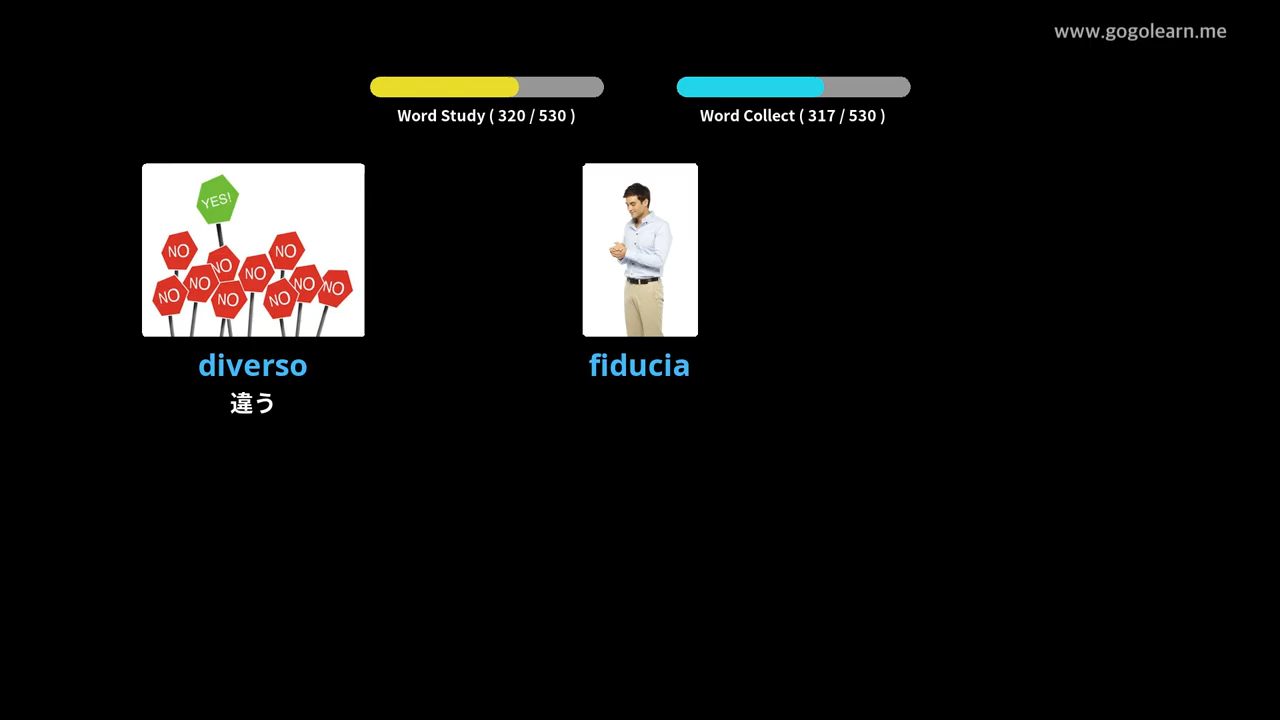 www.gogolearn.me
Word Study ( 320 / 530 )
Word Collect ( 317 / 530 )
YES!
NO
NO
NO
NO
NO
NO
NO
NO
NO
NO
diverso
違う
fiducia